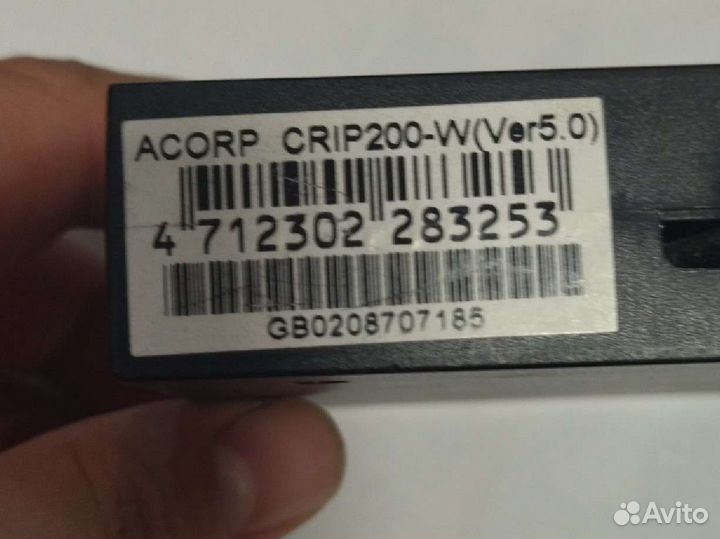 ACORP CRIP200-W(Ver5.0)
4 712302 283253
GB0208707185
Avito